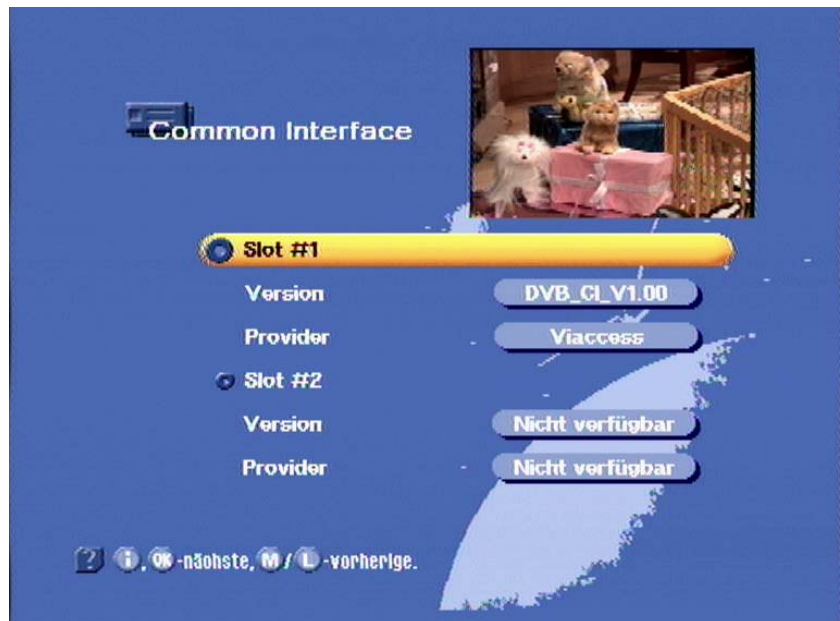 Common Interface
Slot #1
Version DVB_CI_V1.00
Provider Viaccess
Slot #2
Version Nicht verfügbar
Provider Nicht verfügbar
? i, OK -nächste, M / L -vorherige.